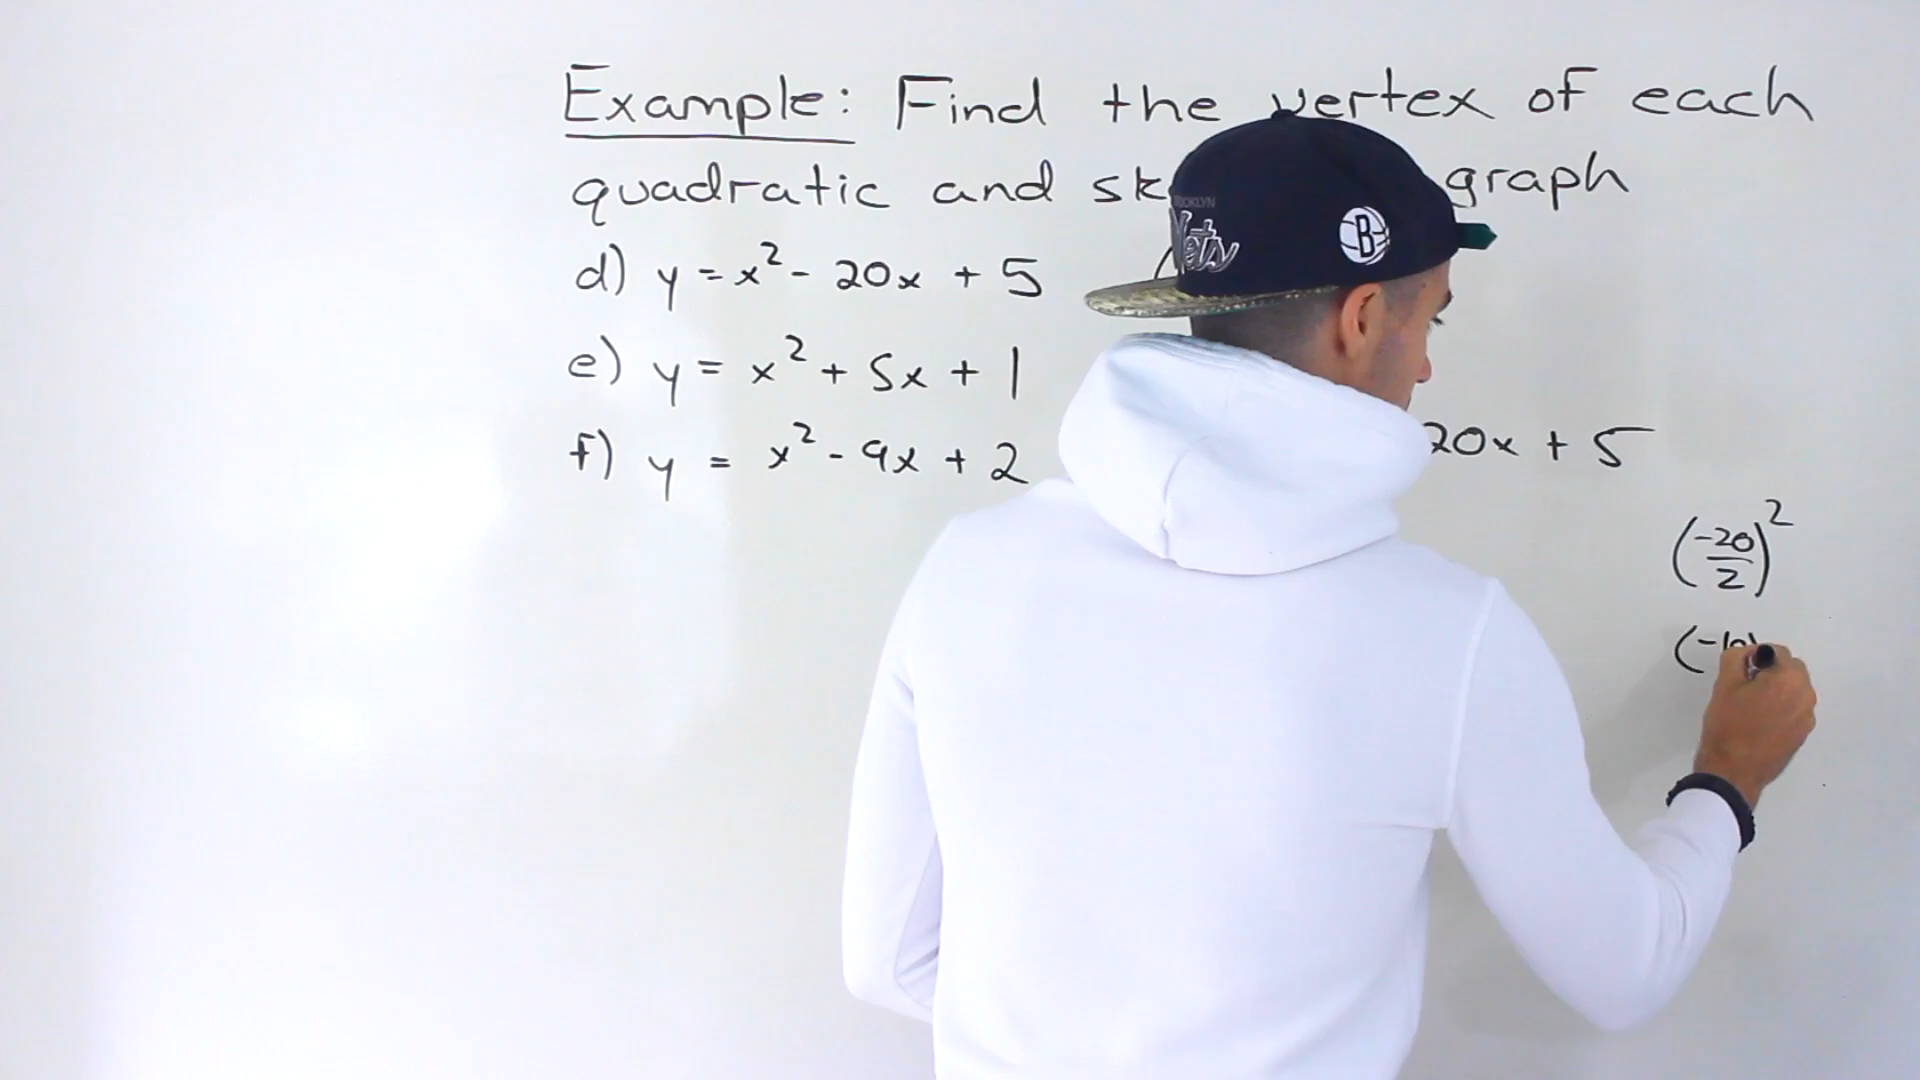 Example: Find the vertex of each
quadratic and sk graph
d) y = x² - 20x + 5
e) y = x² + 5x + 1
f) y = x² - 9x + 2
20x + 5
(-20/2)²
(-10)
BROOKLYN
Nets
B